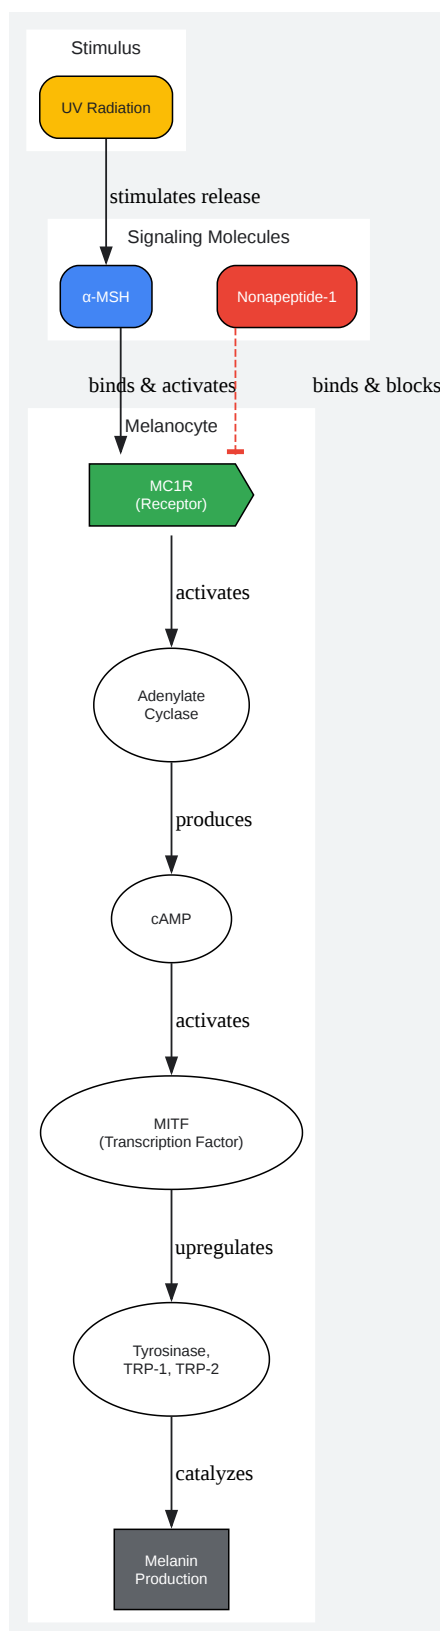 Stimulus
UV Radiation
stimulates release
Signaling Molecules
α-MSH
Nonapeptide-1
binds & activates
binds & blocks
Melanocyte
MC1R
(Receptor)
activates
Adenylate
Cyclase
produces
cAMP
activates
MITF
(Transcription Factor)
upregulates
Tyrosinase,
TRP-1, TRP-2
catalyzes
Melanin
Production